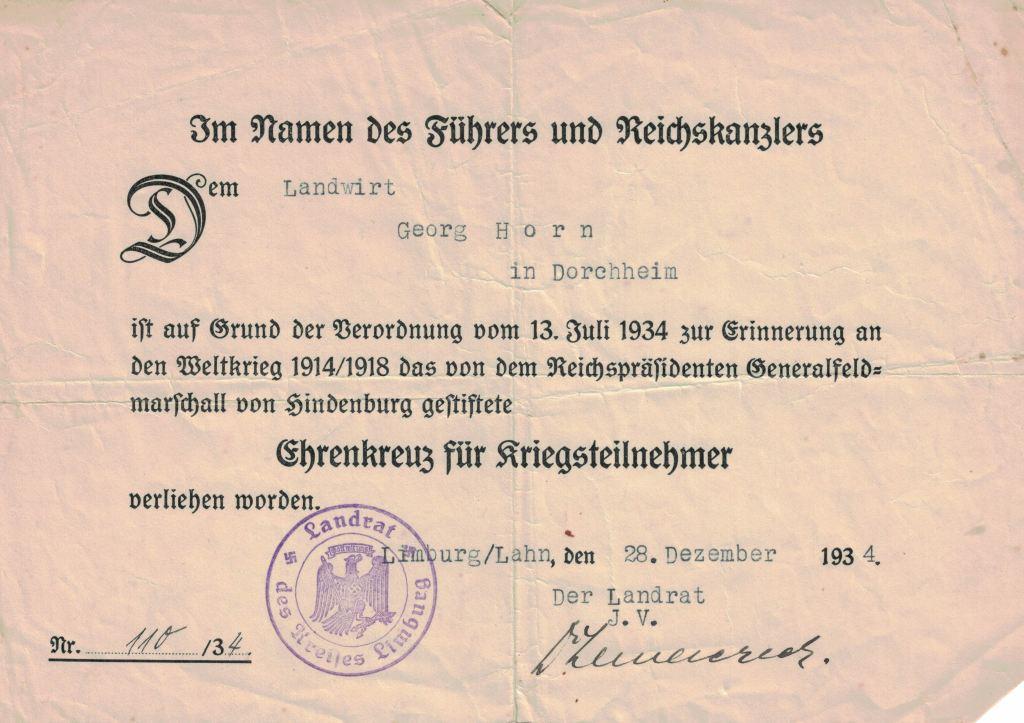 Im Namen des Führers und Reichskanzlers
Dem Landwirt
Georg Horn
in Dorchheim
ist auf Grund der Verordnung vom 13. Juli 1934 zur Erinnerung an
den Weltkrieg 1914/1918 das von dem Reichspräsidenten Generalfeld-
marschall von Hindenburg gestiftete
Ehrenkreuz für Kriegsteilnehmer
verliehen worden.
Landrat des Kreises Limburg
Limburg/Lahn, den 28. Dezember 1934.
Der Landrat
J.V.
Nr. 110 134.